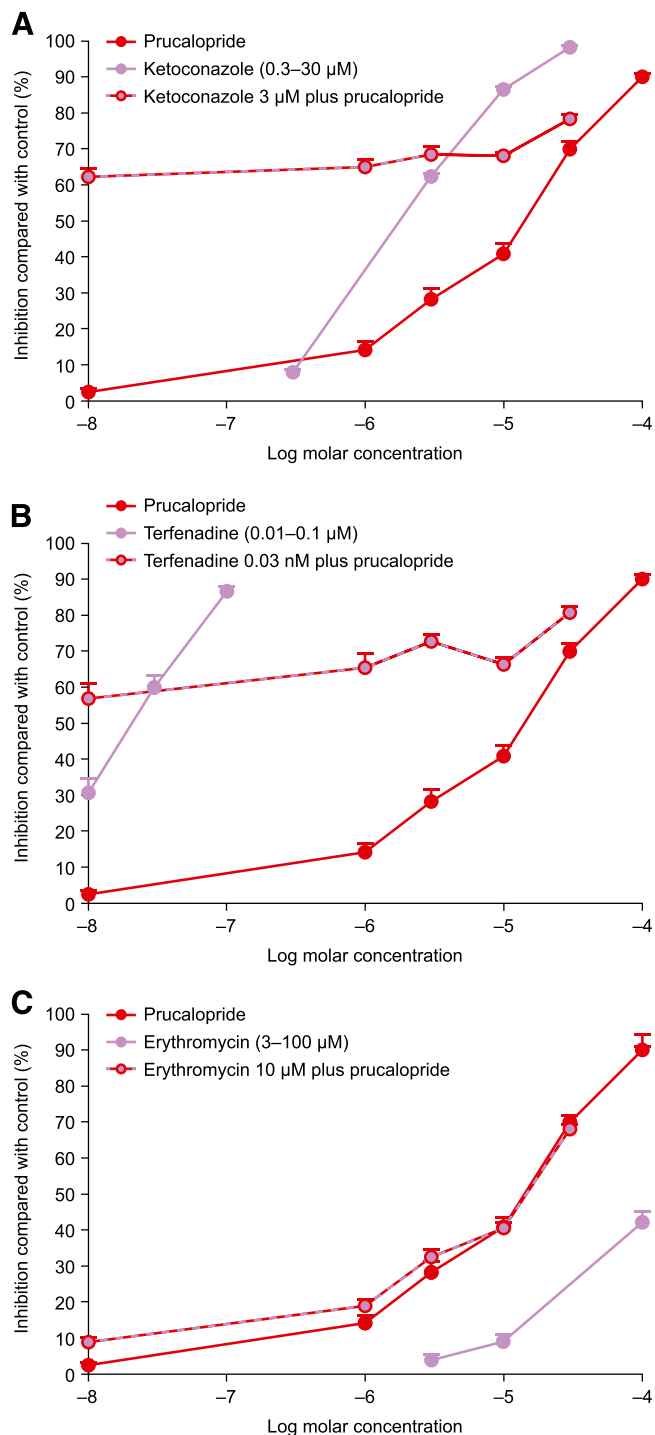 A
Prucalopride
Ketoconazole (0.3–30 µM)
Ketoconazole 3 µM plus prucalopride
Inhibition compared with control (%)
100
90
80
70
60
50
40
30
20
10
0
–8
–7
–6
–5
–4
Log molar concentration
B
Prucalopride
Terfenadine (0.01–0.1 µM)
Terfenadine 0.03 nM plus prucalopride
Inhibition compared with control (%)
100
90
80
70
60
50
40
30
20
10
0
–8
–7
–6
–5
–4
Log molar concentration
C
Prucalopride
Erythromycin (3–100 µM)
Erythromycin 10 µM plus prucalopride
Inhibition compared with control (%)
100
90
80
70
60
50
40
30
20
10
0
–8
–7
–6
–5
–4
Log molar concentration